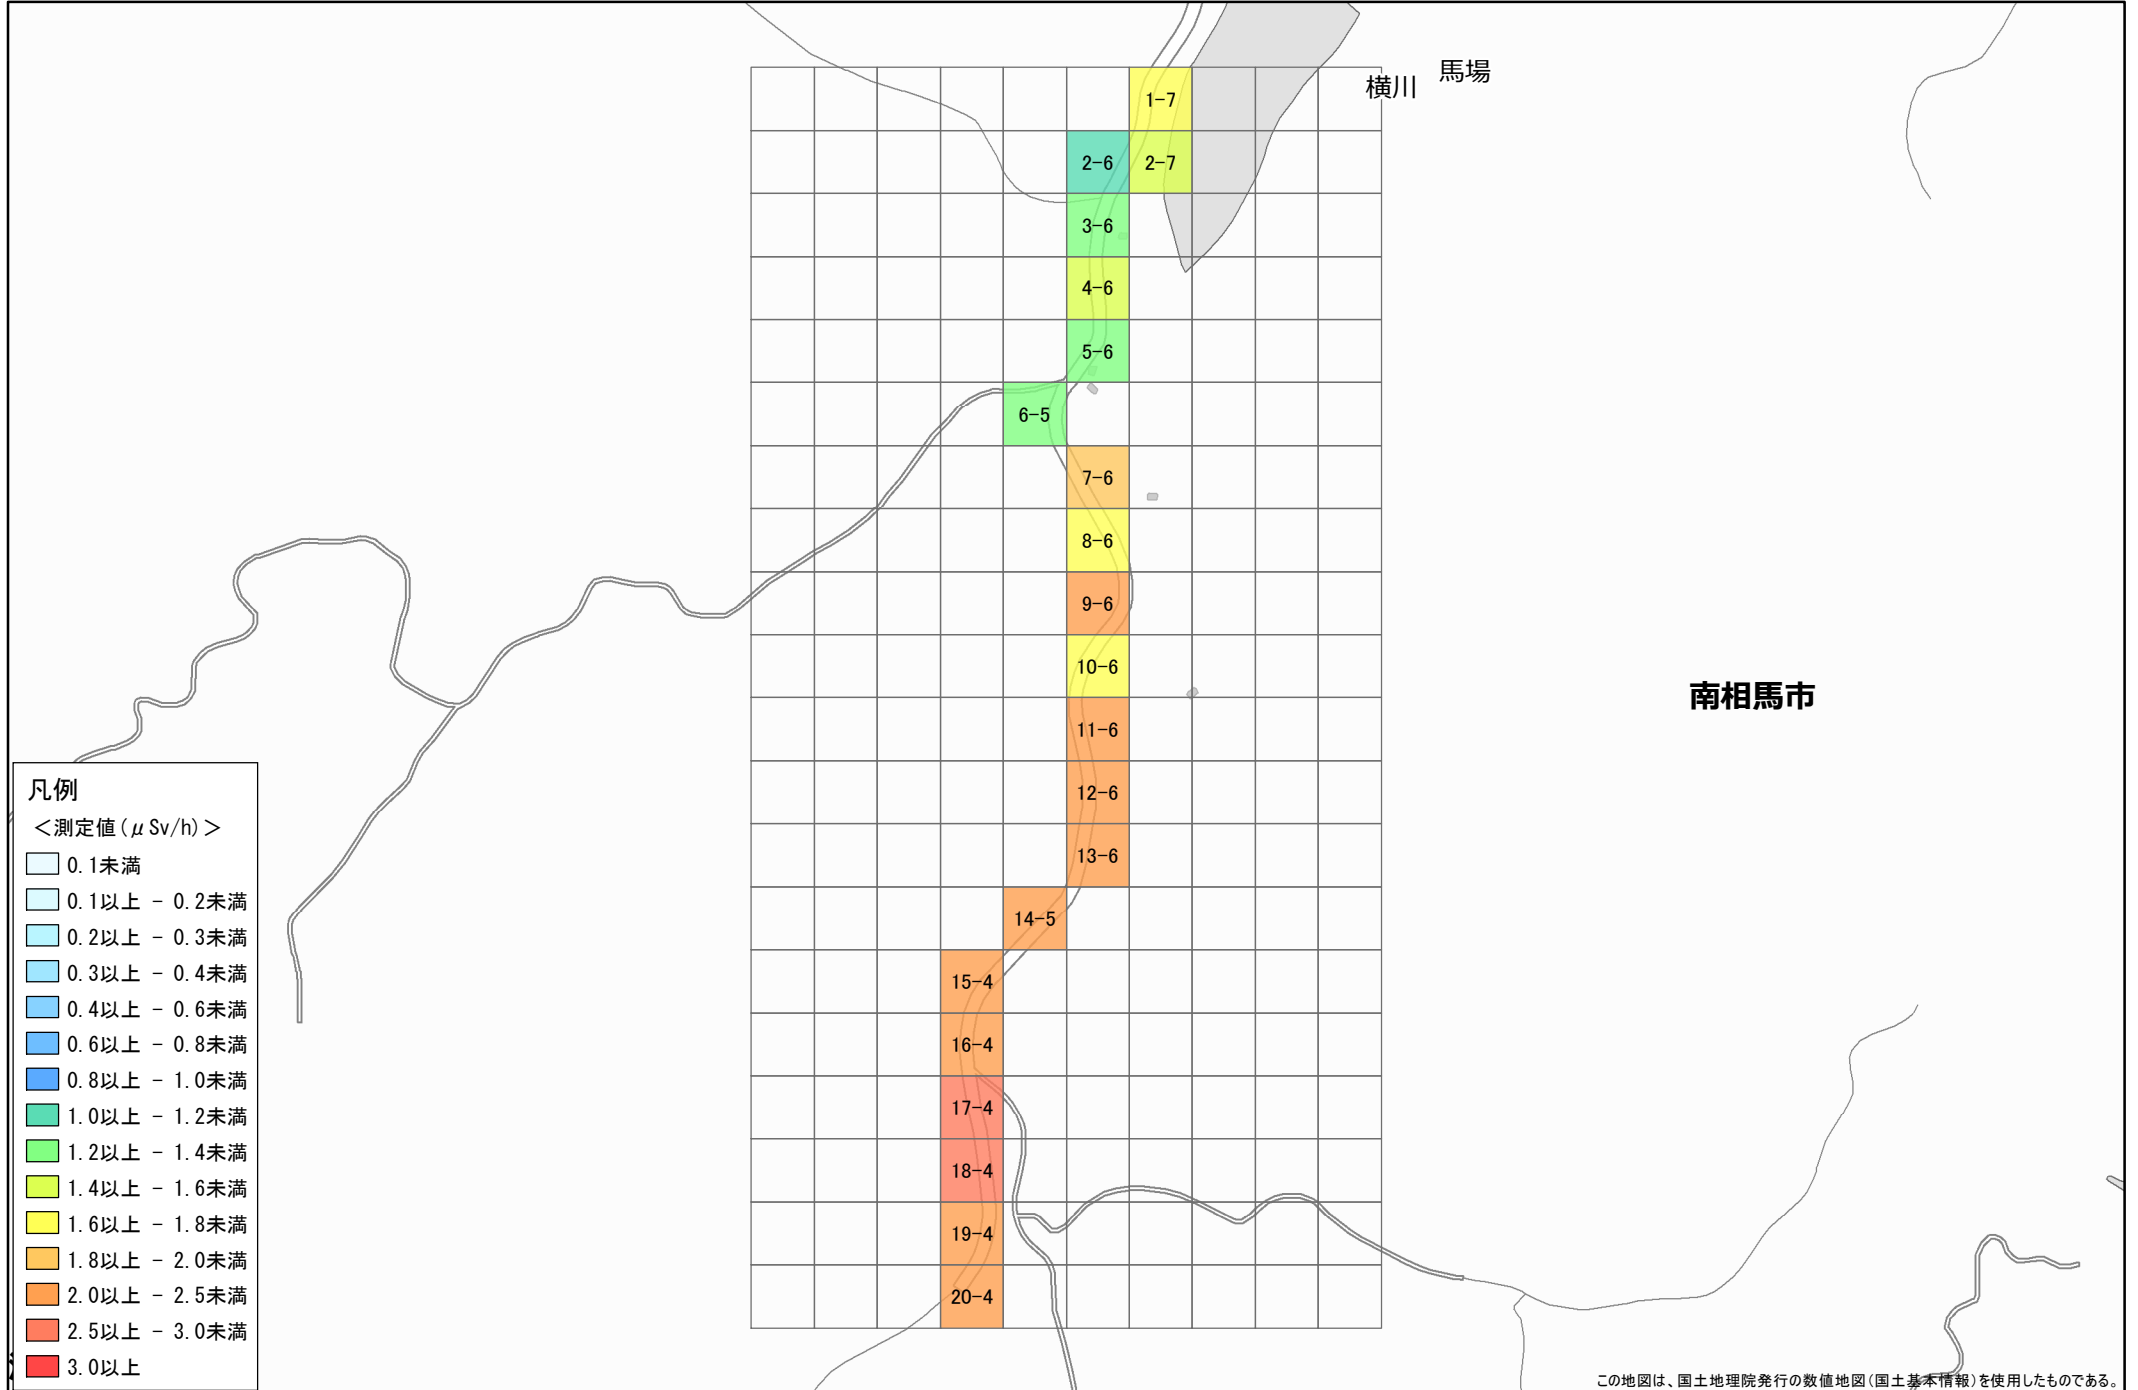 横川
馬場
1-7
2-6
2-7
3-6
4-6
5-6
6-5
7-6
8-6
9-6
10-6
11-6
12-6
13-6
14-5
15-4
16-4
17-4
18-4
19-4
20-4
南相馬市
凡例
＜測定値(μSv/h)＞
0.1未満
0.1以上 - 0.2未満
0.2以上 - 0.3未満
0.3以上 - 0.4未満
0.4以上 - 0.6未満
0.6以上 - 0.8未満
0.8以上 - 1.0未満
1.0以上 - 1.2未満
1.2以上 - 1.4未満
1.4以上 - 1.6未満
1.6以上 - 1.8未満
1.8以上 - 2.0未満
2.0以上 - 2.5未満
2.5以上 - 3.0未満
3.0以上
この地図は、国土地理院発行の数値地図(国土基本情報)を使用したものである。